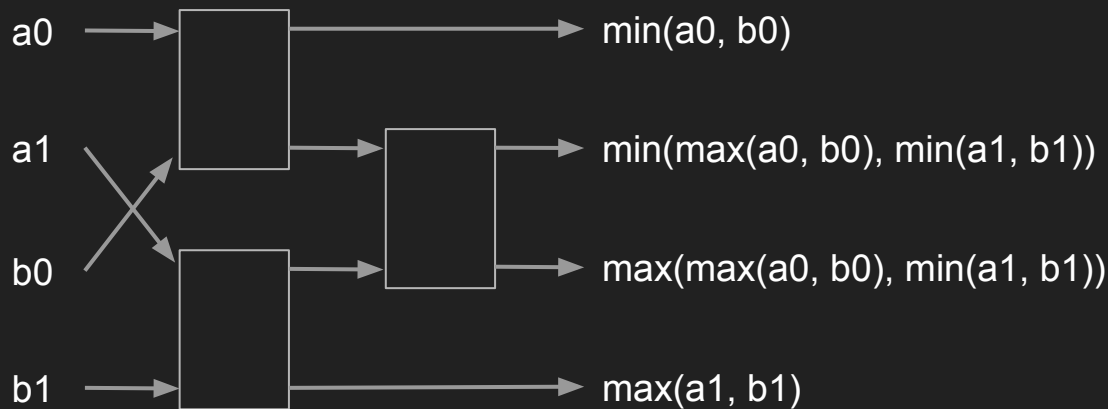 a0
min(a0, b0)
a1
min(max(a0, b0), min(a1, b1))
b0
max(max(a0, b0), min(a1, b1))
b1
max(a1, b1)